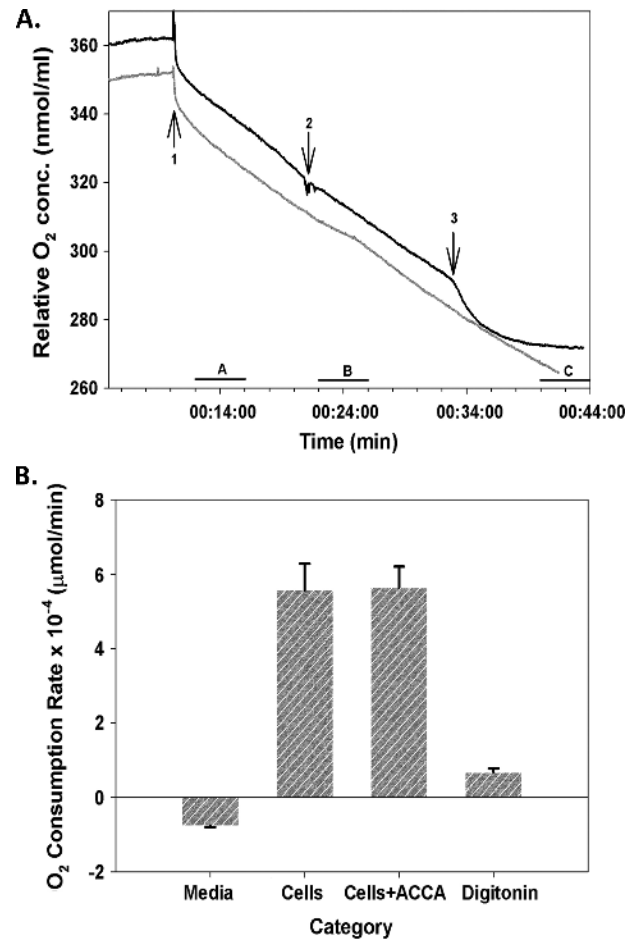 A.
Relative O2 conc. (nmol/ml)
360
340
320
300
280
260
1
2
3
A
B
C
00:14:00
00:24:00
00:34:00
00:44:00
Time (min)
B.
O2 Consumption Rate x 10-4 (μmol/min)
8
6
4
2
0
-2
Media
Cells
Cells+ACCA
Digitonin
Category